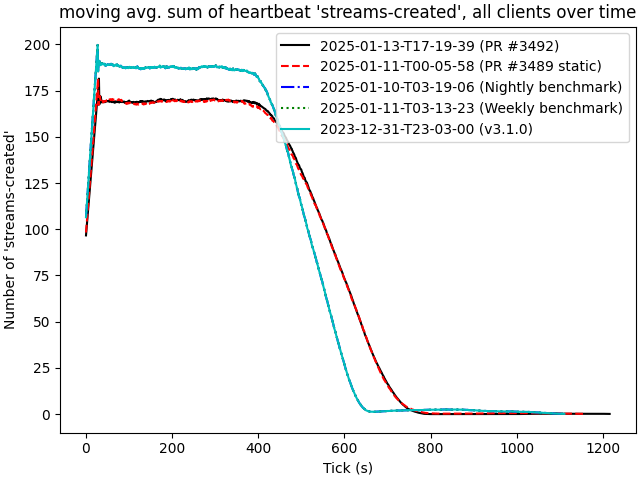 moving avg. sum of heartbeat 'streams-created', all clients over time
2025-01-13-T17-19-39 (PR #3492)
2025-01-11-T00-05-58 (PR #3489 static)
2025-01-10-T03-19-06 (Nightly benchmark)
2025-01-11-T03-13-23 (Weekly benchmark)
2023-12-31-T23-03-00 (v3.1.0)
Number of 'streams-created'
200
175
150
125
100
75
50
25
0
0 200 400 600 800 1000 1200
Tick (s)